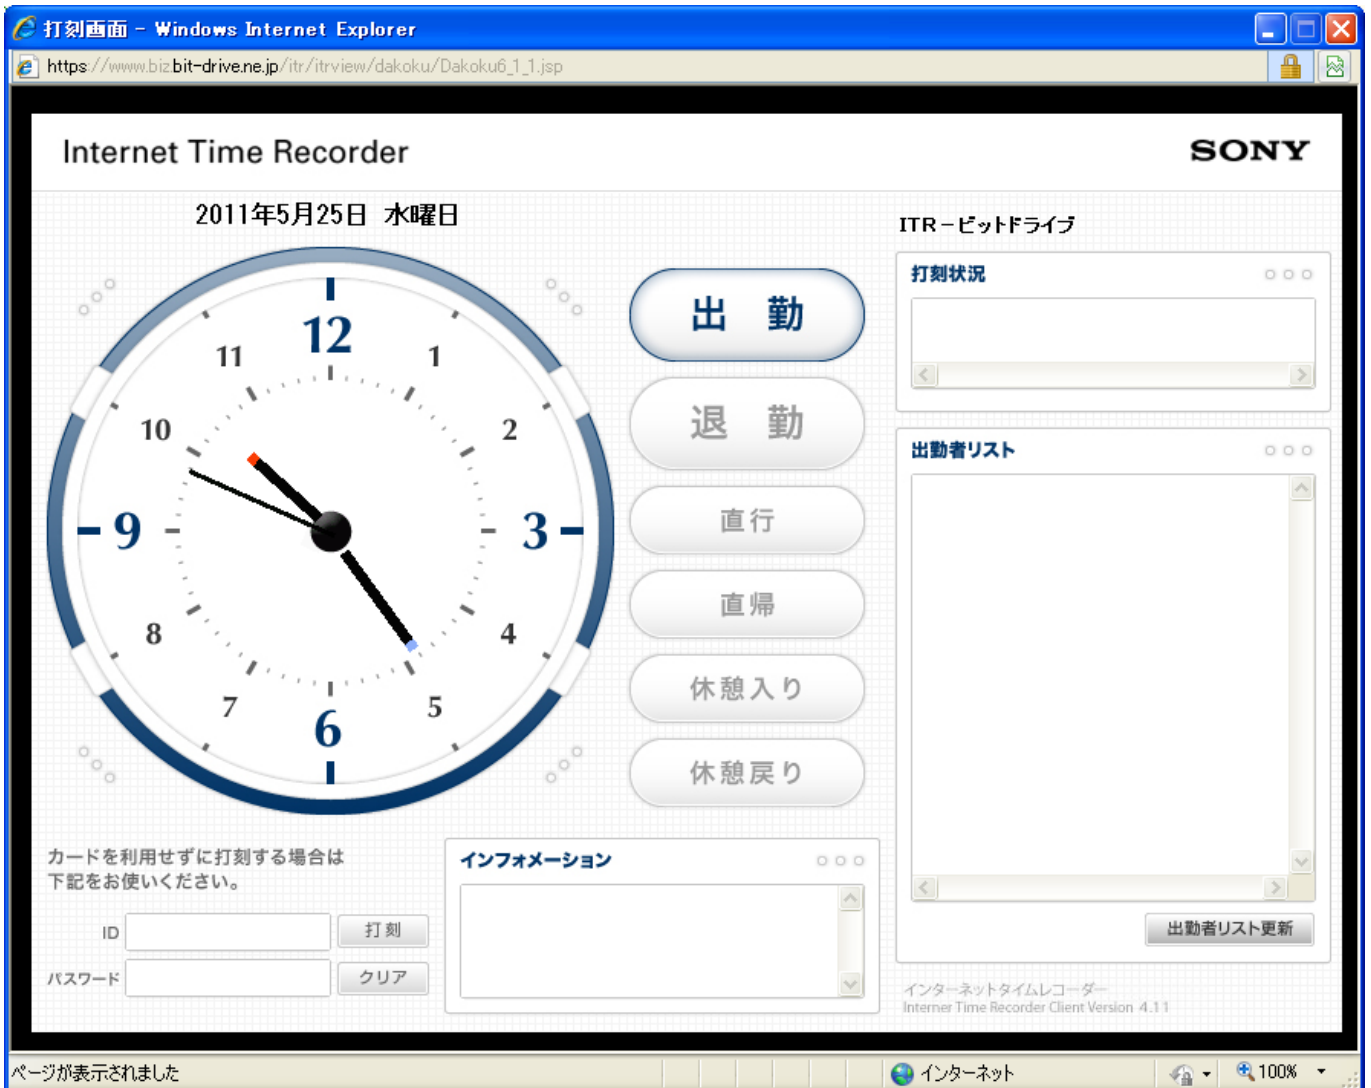 打刻画面 - Windows Internet Explorer
https://www.biz.bit-drive.ne.jp/itr/itrview/dakoku/Dakoku6_1_1.jsp
Internet Time Recorder
SONY
2011年5月25日 水曜日
12
1
2
3
4
5
6
7
8
9
10
11
出勤
退勤
直行
直帰
休憩入り
休憩戻り
ITR－ビットドライブ
打刻状況
出勤者リスト
出勤者リスト更新
カードを利用せずに打刻する場合は
下記をお使いください。
ID
打刻
パスワード
クリア
インフォメーション
インターネットタイムレコーダー
Interner Time Recorder Client Version 4.11
ページが表示されました
インターネット
100%